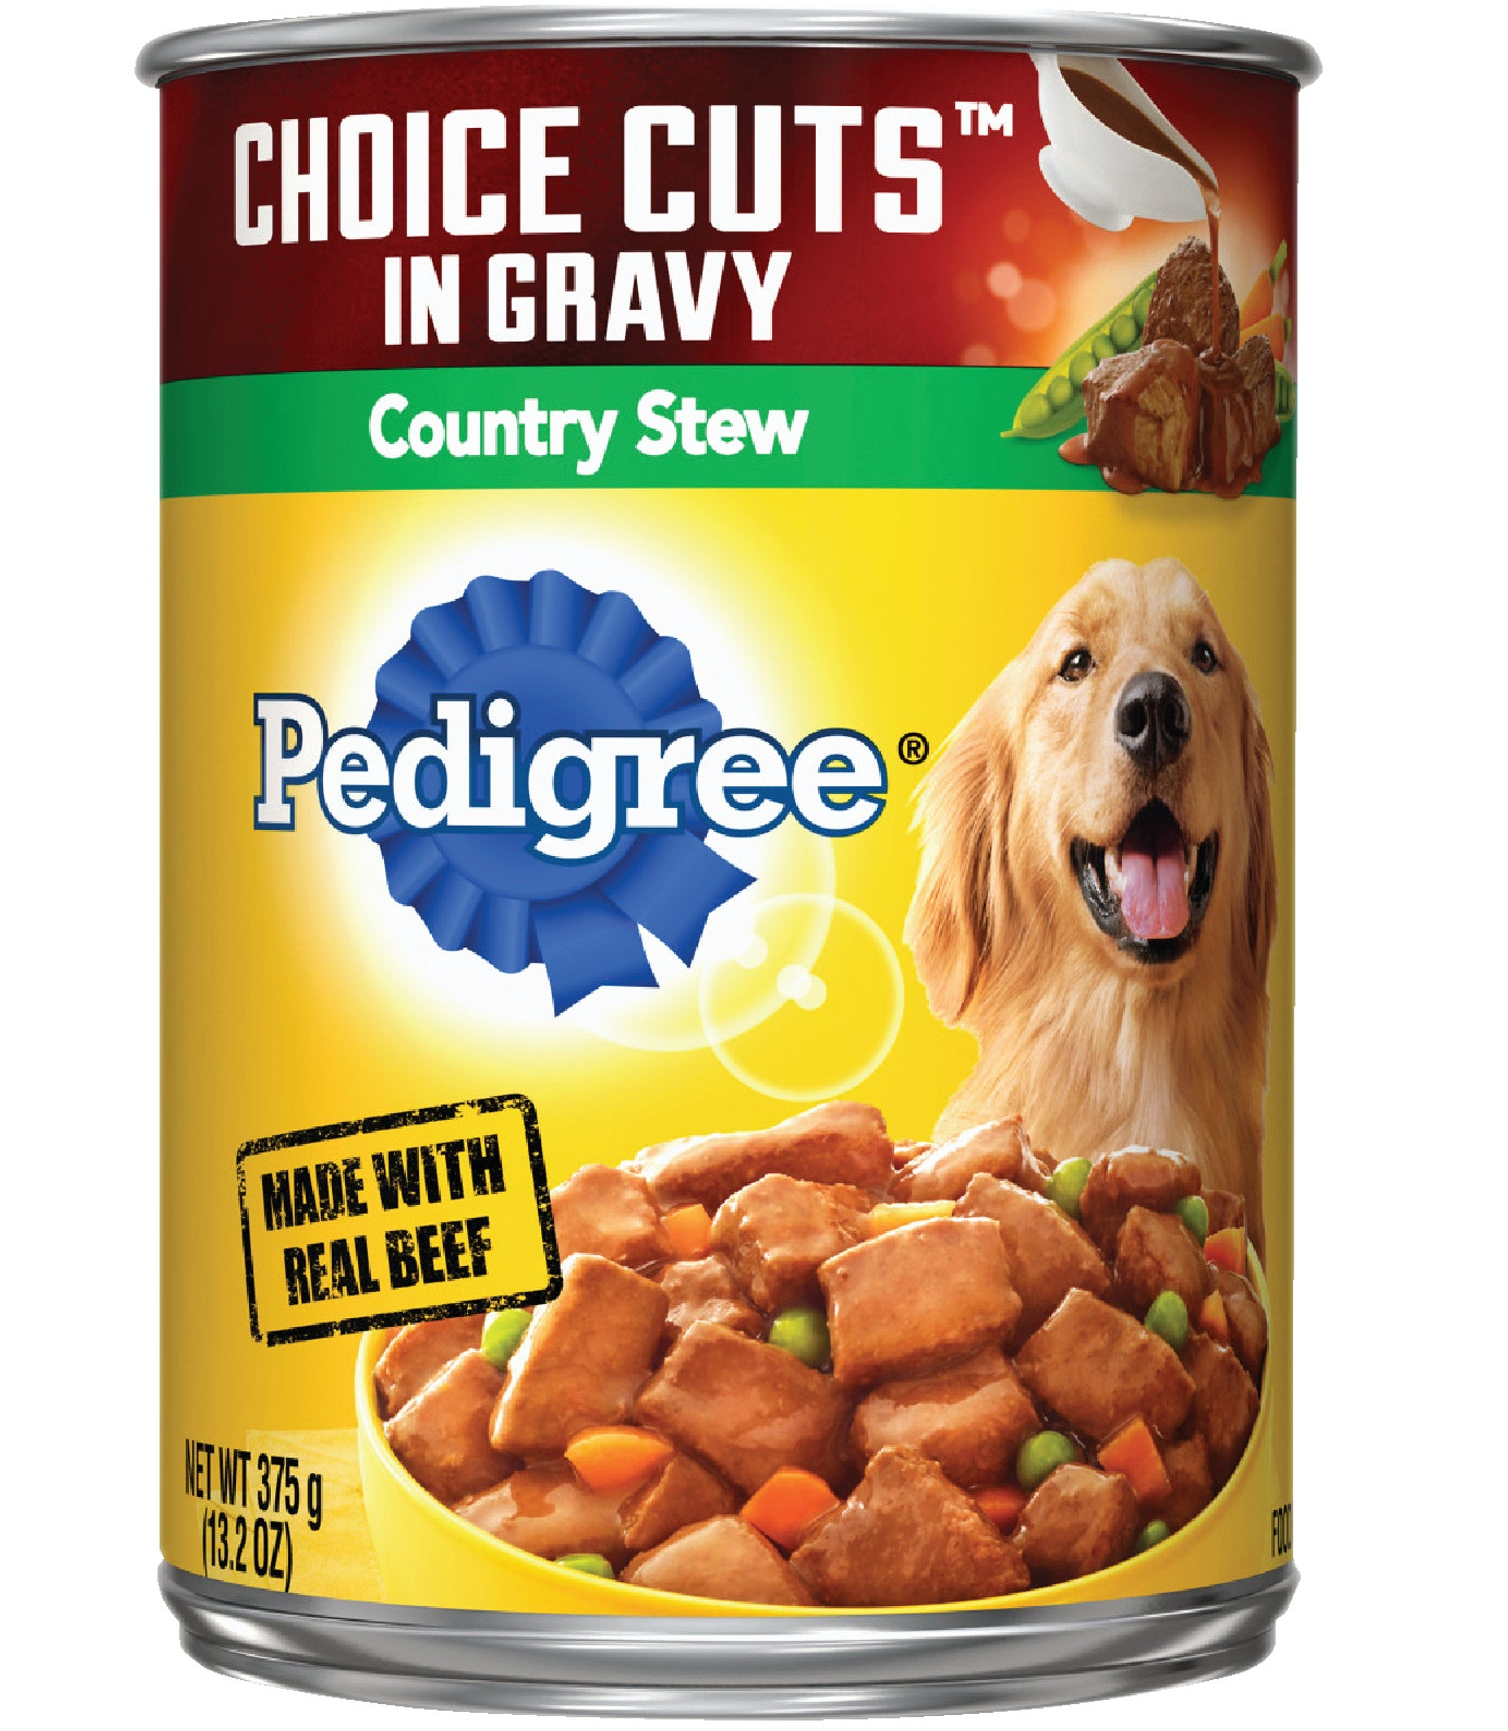 CHOICE CUTS™
IN GRAVY
Country Stew
Pedigree®
MADE WITH
REAL BEEF
NET WT 375 g
(13.2 OZ)